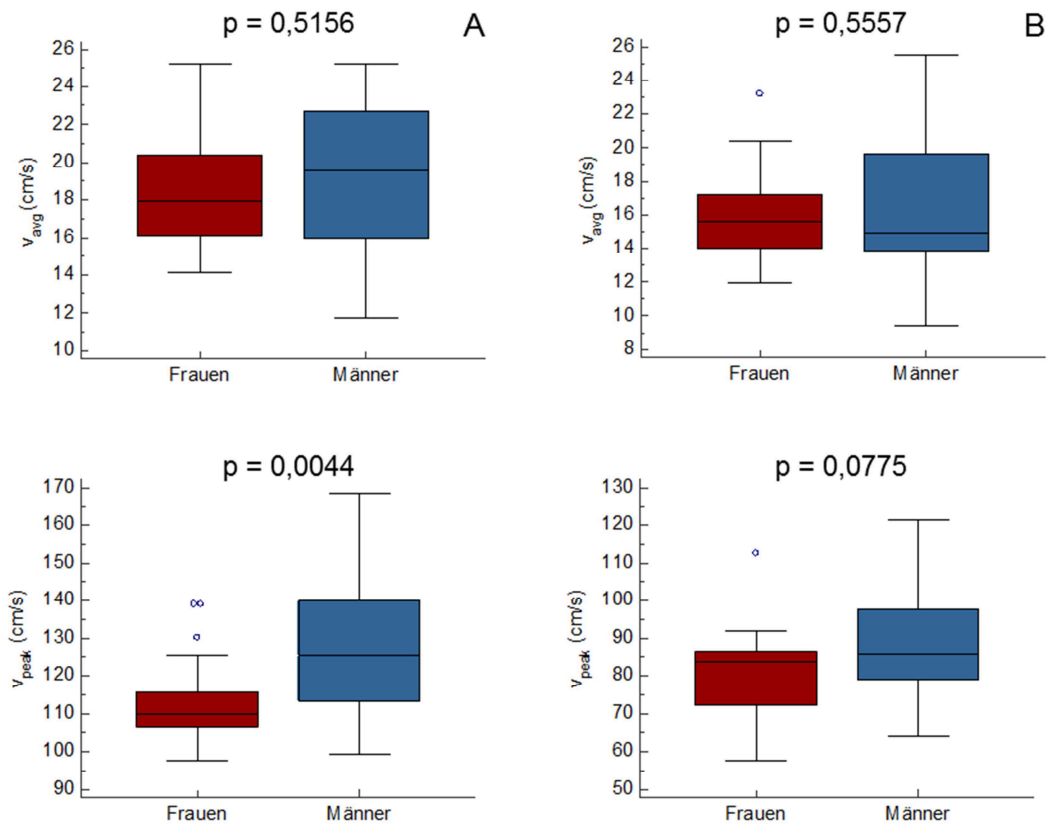 p = 0,5156
A
26
24
22
20
18
16
14
12
10
v_avg (cm/s)
Frauen
Männer
p = 0,5557
B
26
24
22
20
18
16
14
12
10
8
v_avg (cm/s)
Frauen
Männer
p = 0,0044
170
160
150
140
130
120
110
100
90
v_peak (cm/s)
Frauen
Männer
p = 0,0775
130
120
110
100
90
80
70
60
50
v_peak (cm/s)
Frauen
Männer